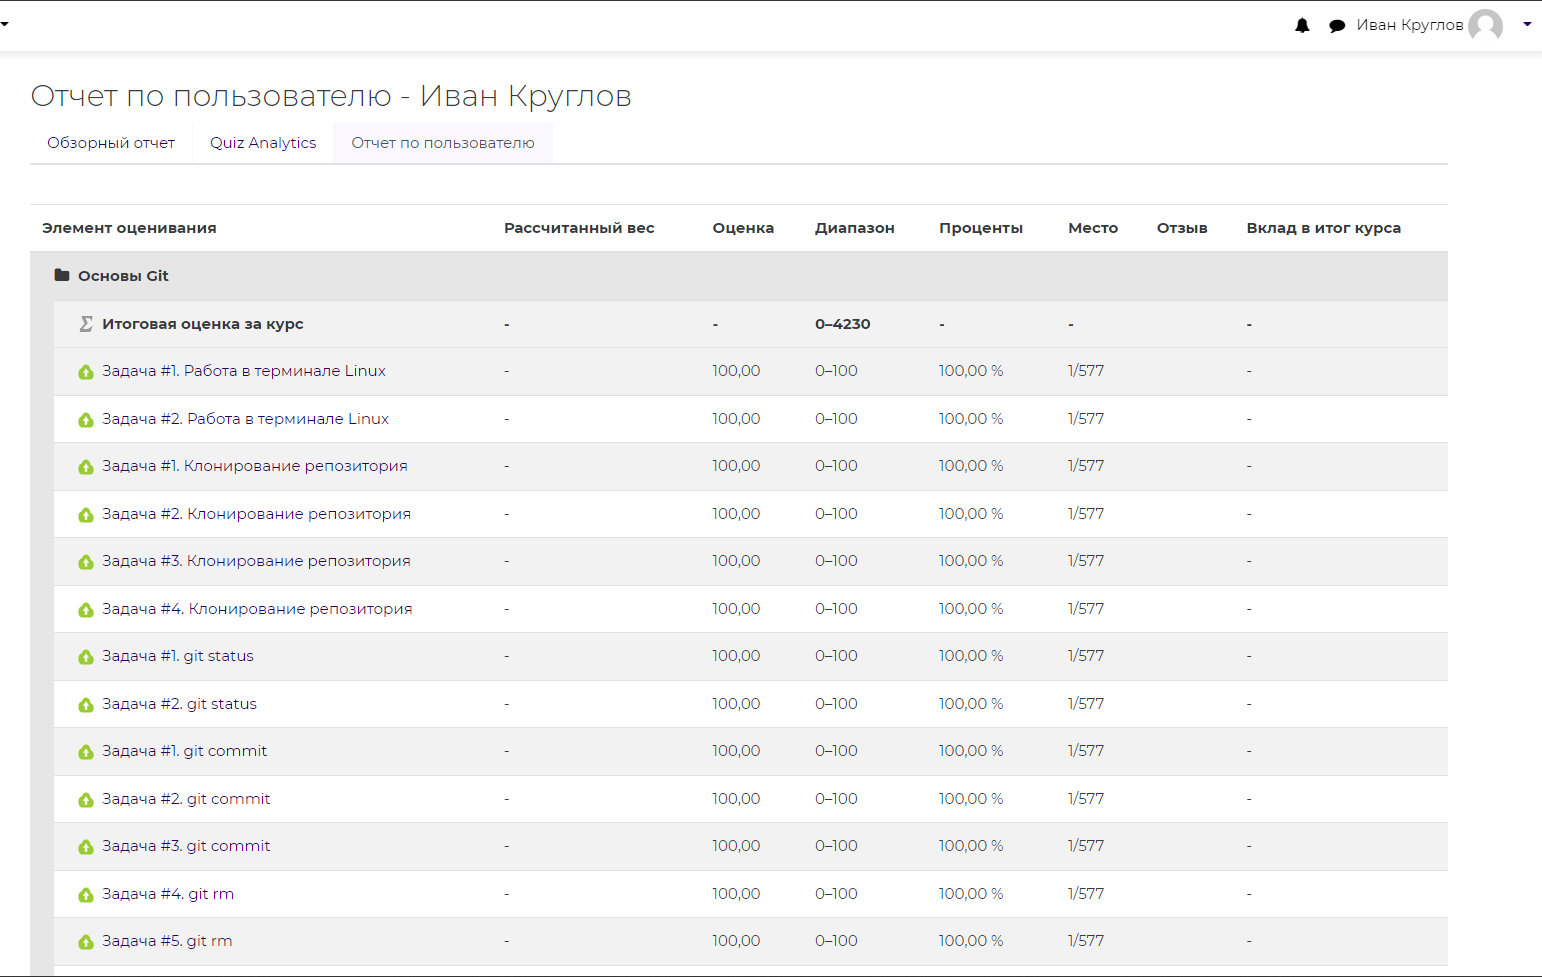 Иван Круглов
Отчет по пользователю - Иван Круглов
Обзорный отчет Quiz Analytics Отчет по пользователю
Элемент оценивания Рассчитанный вес Оценка Диапазон Проценты Место Отзыв Вклад в итог курса
Основы Git
Итоговая оценка за курс - - 0–4230 - - -
Задача #1. Работа в терминале Linux - 100,00 0–100 100,00 % 1/577 -
Задача #2. Работа в терминале Linux - 100,00 0–100 100,00 % 1/577 -
Задача #1. Клонирование репозитория - 100,00 0–100 100,00 % 1/577 -
Задача #2. Клонирование репозитория - 100,00 0–100 100,00 % 1/577 -
Задача #3. Клонирование репозитория - 100,00 0–100 100,00 % 1/577 -
Задача #4. Клонирование репозитория - 100,00 0–100 100,00 % 1/577 -
Задача #1. git status - 100,00 0–100 100,00 % 1/577 -
Задача #2. git status - 100,00 0–100 100,00 % 1/577 -
Задача #1. git commit - 100,00 0–100 100,00 % 1/577 -
Задача #2. git commit - 100,00 0–100 100,00 % 1/577 -
Задача #3. git commit - 100,00 0–100 100,00 % 1/577 -
Задача #4. git rm - 100,00 0–100 100,00 % 1/577 -
Задача #5. git rm - 100,00 0–100 100,00 % 1/577 -